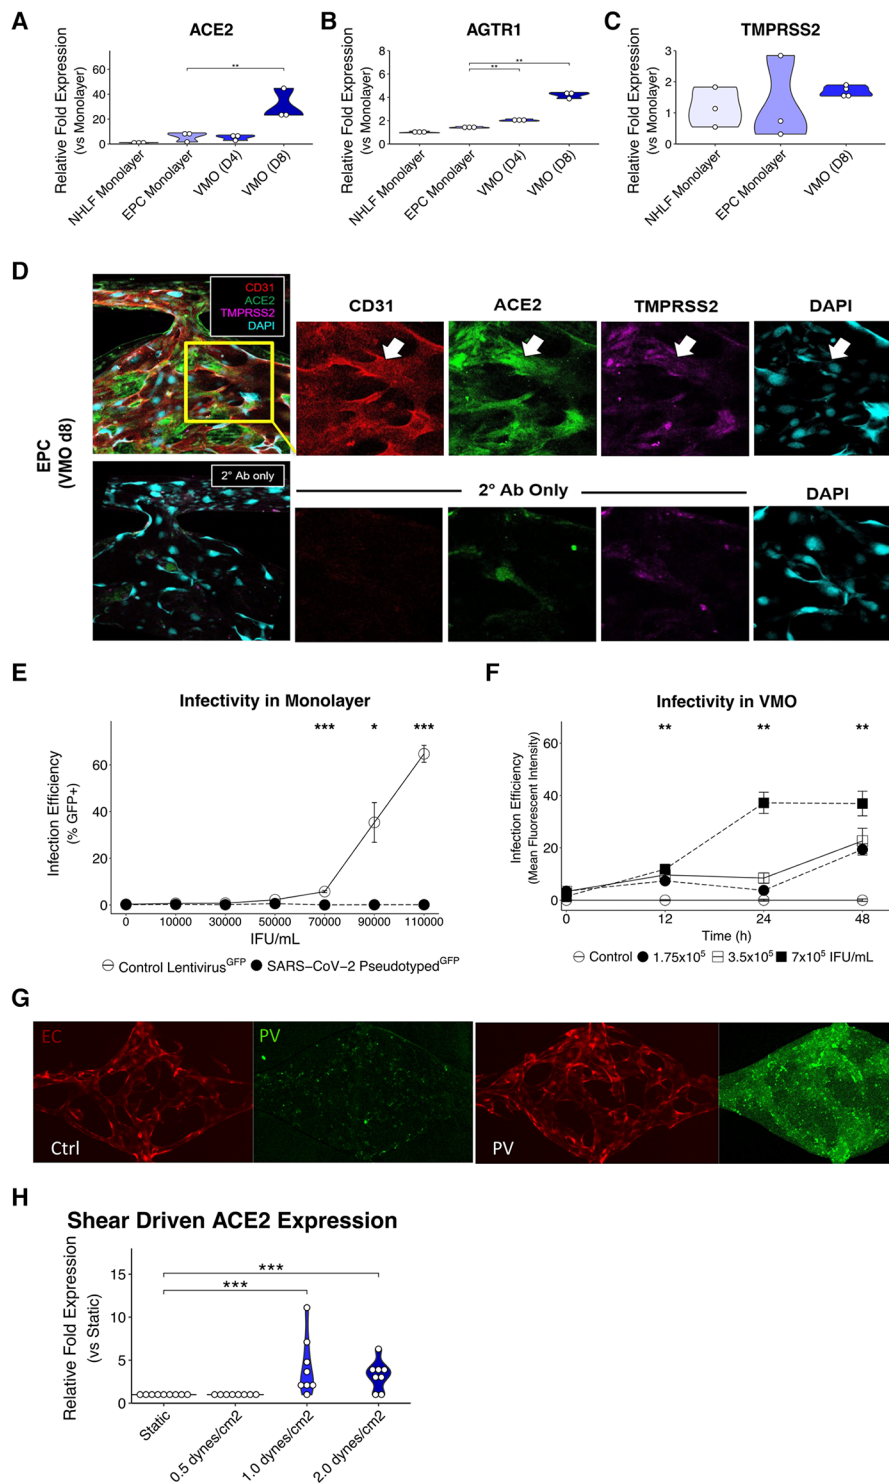 A
ACE2
Relative Fold Expression
(vs Monolayer)
60
40
20
0
**
NHLF Monolayer
EPC Monolayer
VMO (D4)
VMO (D8)
B
AGTR1
Relative Fold Expression
(vs Monolayer)
8
6
4
2
0
**
**
NHLF Monolayer
EPC Monolayer
VMO (D4)
VMO (D8)
C
TMPRSS2
Relative Fold Expression
(vs Monolayer)
3
2
1
0
NHLF Monolayer
EPC Monolayer
VMO (D8)
D
EPC
(VMO d8)
CD31
ACE2
TMPRSS2
DAPI
CD31
ACE2
TMPRSS2
DAPI
2° Ab only
2° Ab Only
DAPI
E
Infectivity in Monolayer
*** * ***
Infection Efficiency
(% GFP+)
60
40
20
0
0 10000 30000 50000 70000 90000 110000
IFU/mL
Control Lentivirus^GFP SARS−CoV−2 Pseudotyped^GFP
F
Infectivity in VMO
** ** **
Infection Efficiency
(Mean Fluorescent Intensity)
60
40
20
0
0 12 24 48
Time (h)
Control 1.75x10⁵ 3.5x10⁵ 7x10⁵ IFU/mL
G
EC
Ctrl
PV
PV
H
Shear Driven ACE2 Expression
Relative Fold Expression
(vs Static)
15
10
5
0
***
***
Static
0.5 dynes/cm2
1.0 dynes/cm2
2.0 dynes/cm2